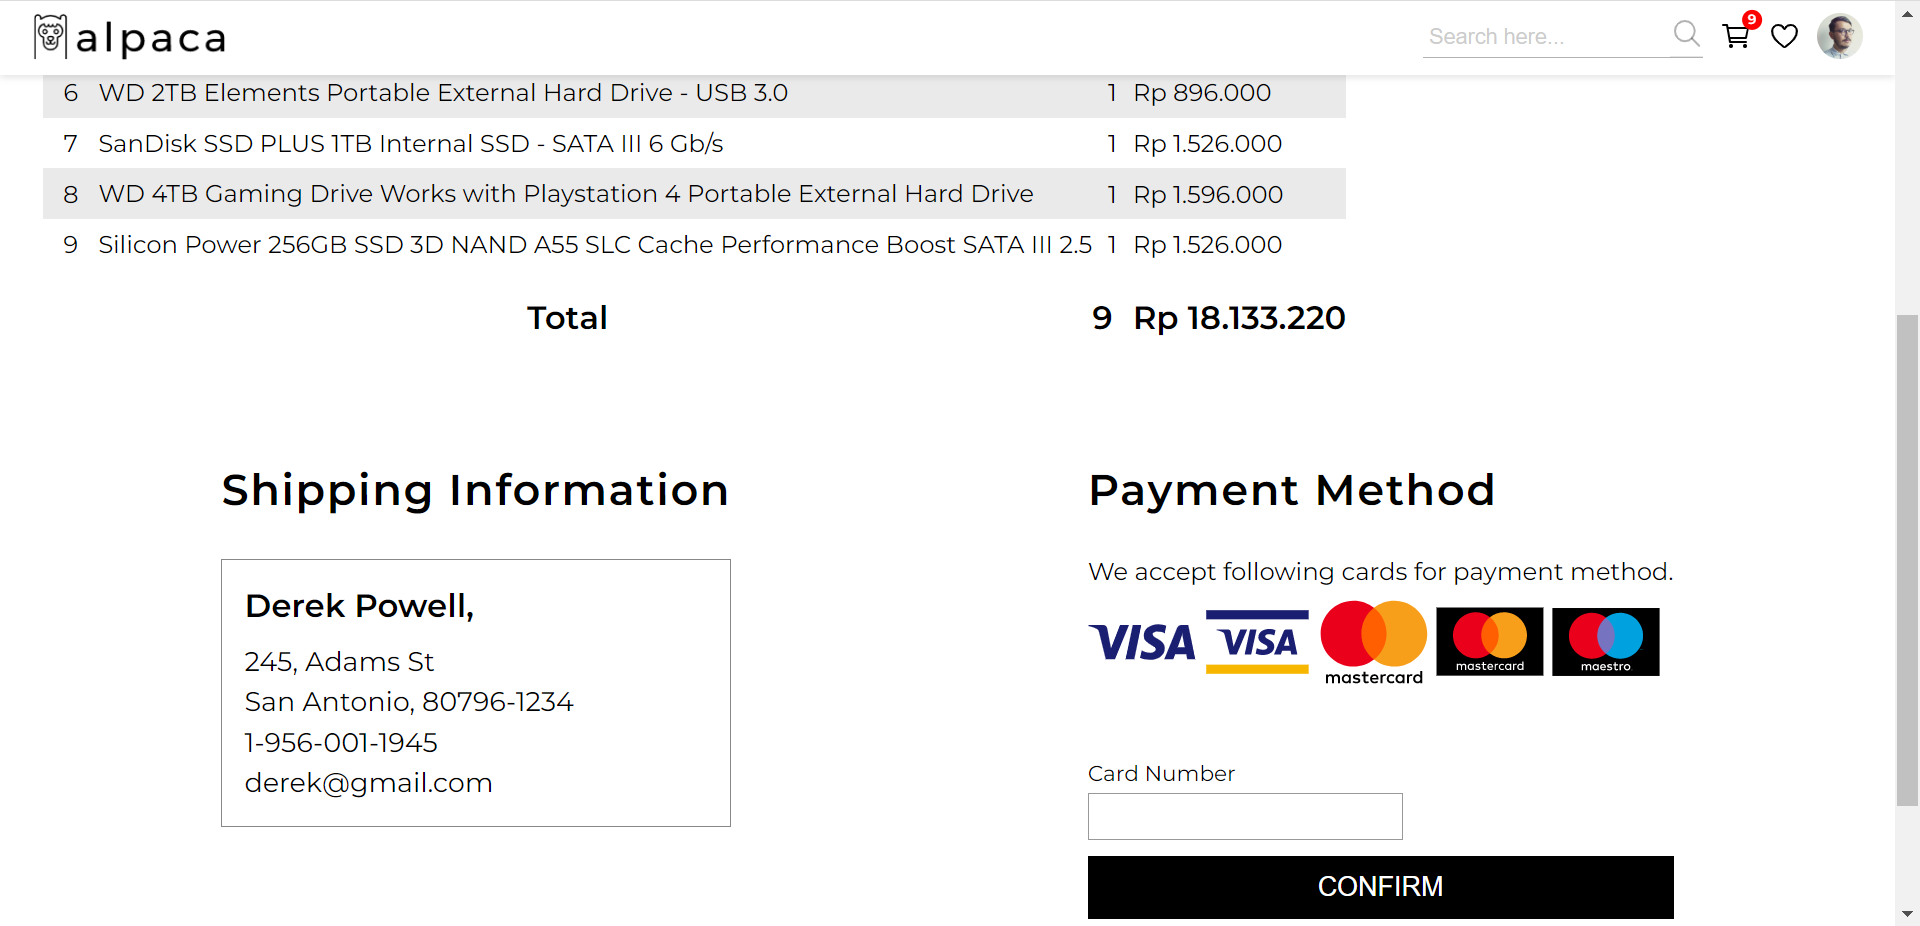 alpaca
Search here...
9
6 WD 2TB Elements Portable External Hard Drive - USB 3.0 1 Rp 896.000
7 SanDisk SSD PLUS 1TB Internal SSD - SATA III 6 Gb/s 1 Rp 1.526.000
8 WD 4TB Gaming Drive Works with Playstation 4 Portable External Hard Drive 1 Rp 1.596.000
9 Silicon Power 256GB SSD 3D NAND A55 SLC Cache Performance Boost SATA III 2.5 1 Rp 1.526.000
Total 9 Rp 18.133.220
Shipping Information
Derek Powell,
245, Adams St
San Antonio, 80796-1234
1-956-001-1945
derek@gmail.com
Payment Method
We accept following cards for payment method.
VISA VISA mastercard mastercard maestro
Card Number
CONFIRM